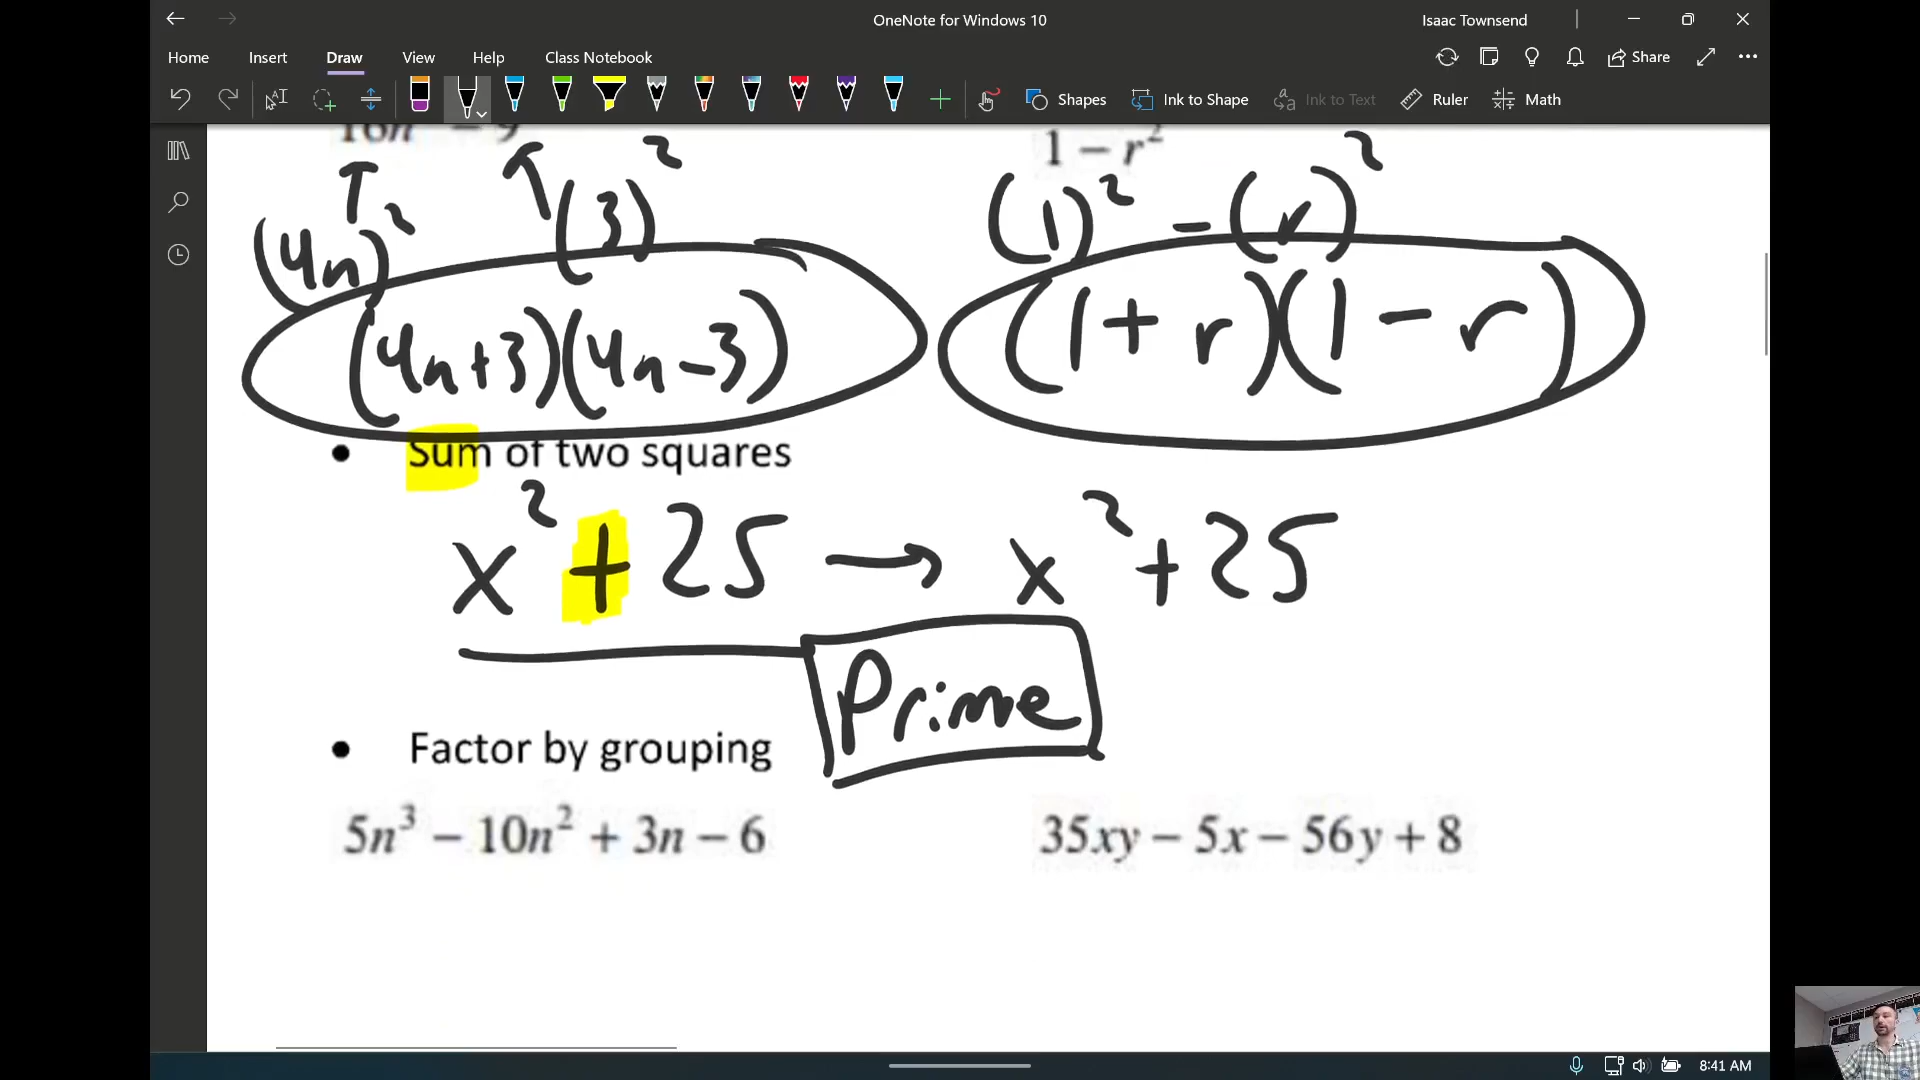 OneNote for Windows 10
Isaac Townsend
Home Insert Draw View Help Class Notebook
Share
Shapes Ink to Shape Ink to Text Ruler Math
16n² − 9
1 − r²
(4n)² (3)²
(1)² − (r)²
(4n+3)(4n−3)
(1+r)(1−r)
• Sum of two squares
x² + 25 → x² + 25
Prime
• Factor by grouping
5n³ − 10n² + 3n − 6
35xy − 5x − 56y + 8
8:41 AM